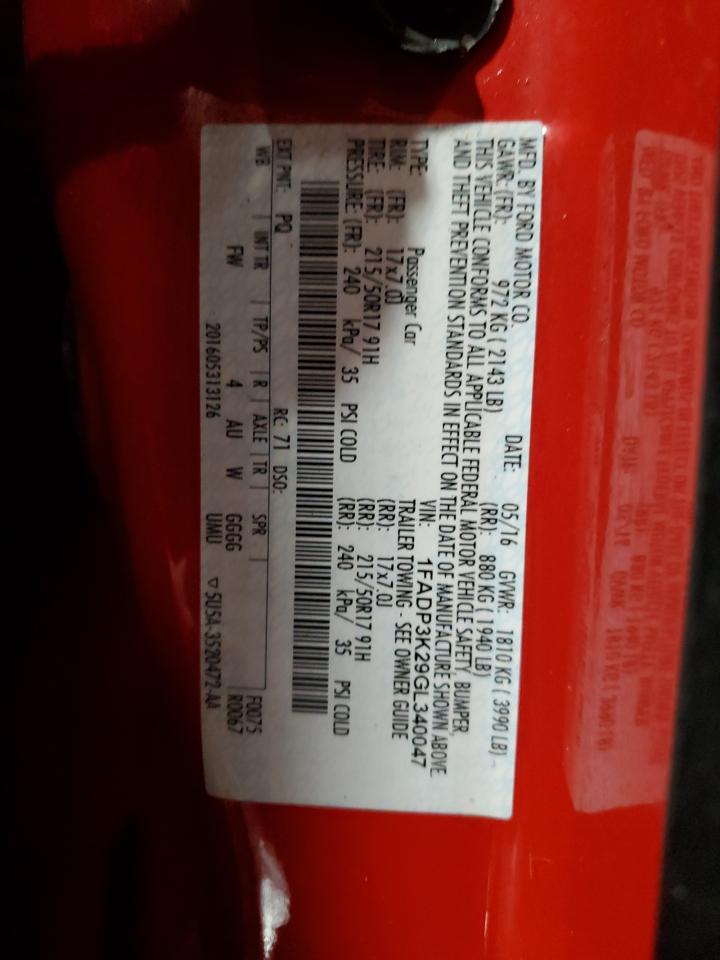 MFD. BY FORD MOTOR CO. DATE: 05/16 GVWR: 1810 KG ( 3990 LB)
GAWR: (FR): 972 KG ( 2143 LB) (RR): 880 KG ( 1940 LB)
THIS VEHICLE CONFORMS TO ALL APPLICABLE FEDERAL MOTOR VEHICLE SAFETY, BUMPER,
AND THEFT PREVENTION STANDARDS IN EFFECT ON THE DATE OF MANUFACTURE SHOWN ABOVE.
VIN: 1FADP3K29GL340047
TYPE: Passenger Car TRAILER TOWING - SEE OWNER GUIDE
RIM: (FR): 17x7.0J (RR): 17x7.0J
TIRE: (FR): 215/50R17 91H (RR): 215/50R17 91H
PRESSURE: (FR): 240 kPa/ 35 PSI COLD (RR): 240 kPa/ 35 PSI COLD
EXT PNT: PQ RC: 71 DSO:
WB | INT TR | TP/PS | R | AXLE | TR | SPR | F0075
FW 4 AU W GGGG R0067
201605313126 UMU ▽ 5U5A-3520472-AA